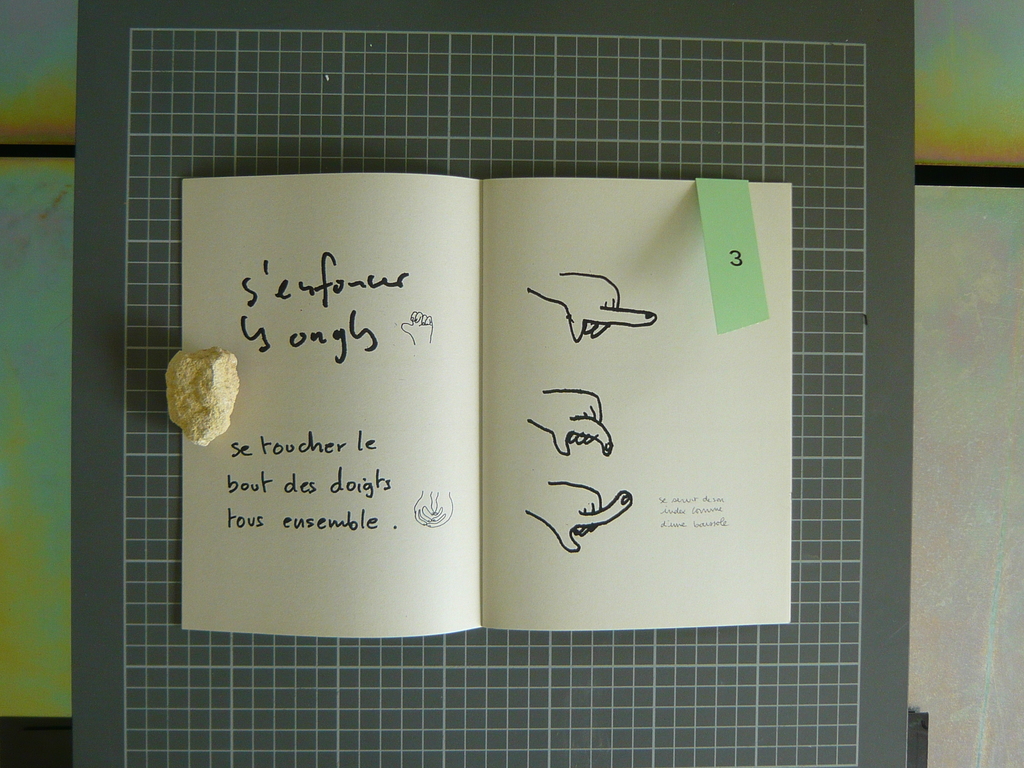 s'enfoncer
les ongles
se toucher le
bout des doigts
tous ensemble.
3
se servir de son
index comme
d'une boussole